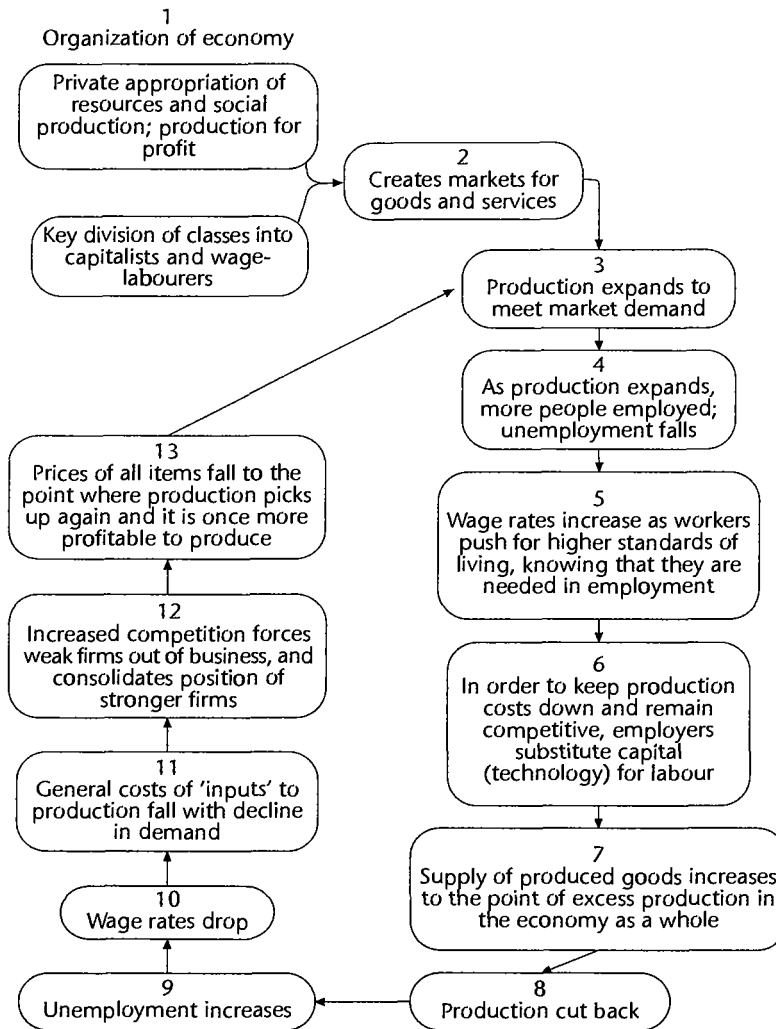 1
Organization of economy
Private appropriation of
resources and social
production; production for
profit
Key division of classes into
capitalists and wage-
labourers
2
Creates markets for
goods and services
3
Production expands to
meet market demand
4
As production expands,
more people employed;
unemployment falls
5
Wage rates increase as workers
push for higher standards of
living, knowing that they are
needed in employment
6
In order to keep production
costs down and remain
competitive, employers
substitute capital
(technology) for labour
7
Supply of produced goods increases
to the point of excess production in
the economy as a whole
8
Production cut back
9
Unemployment increases
10
Wage rates drop
11
General costs of 'inputs' to
production fall with decline
in demand
12
Increased competition forces
weak firms out of business, and
consolidates position of
stronger firms
13
Prices of all items fall to the
point where production picks
up again and it is once more
profitable to produce